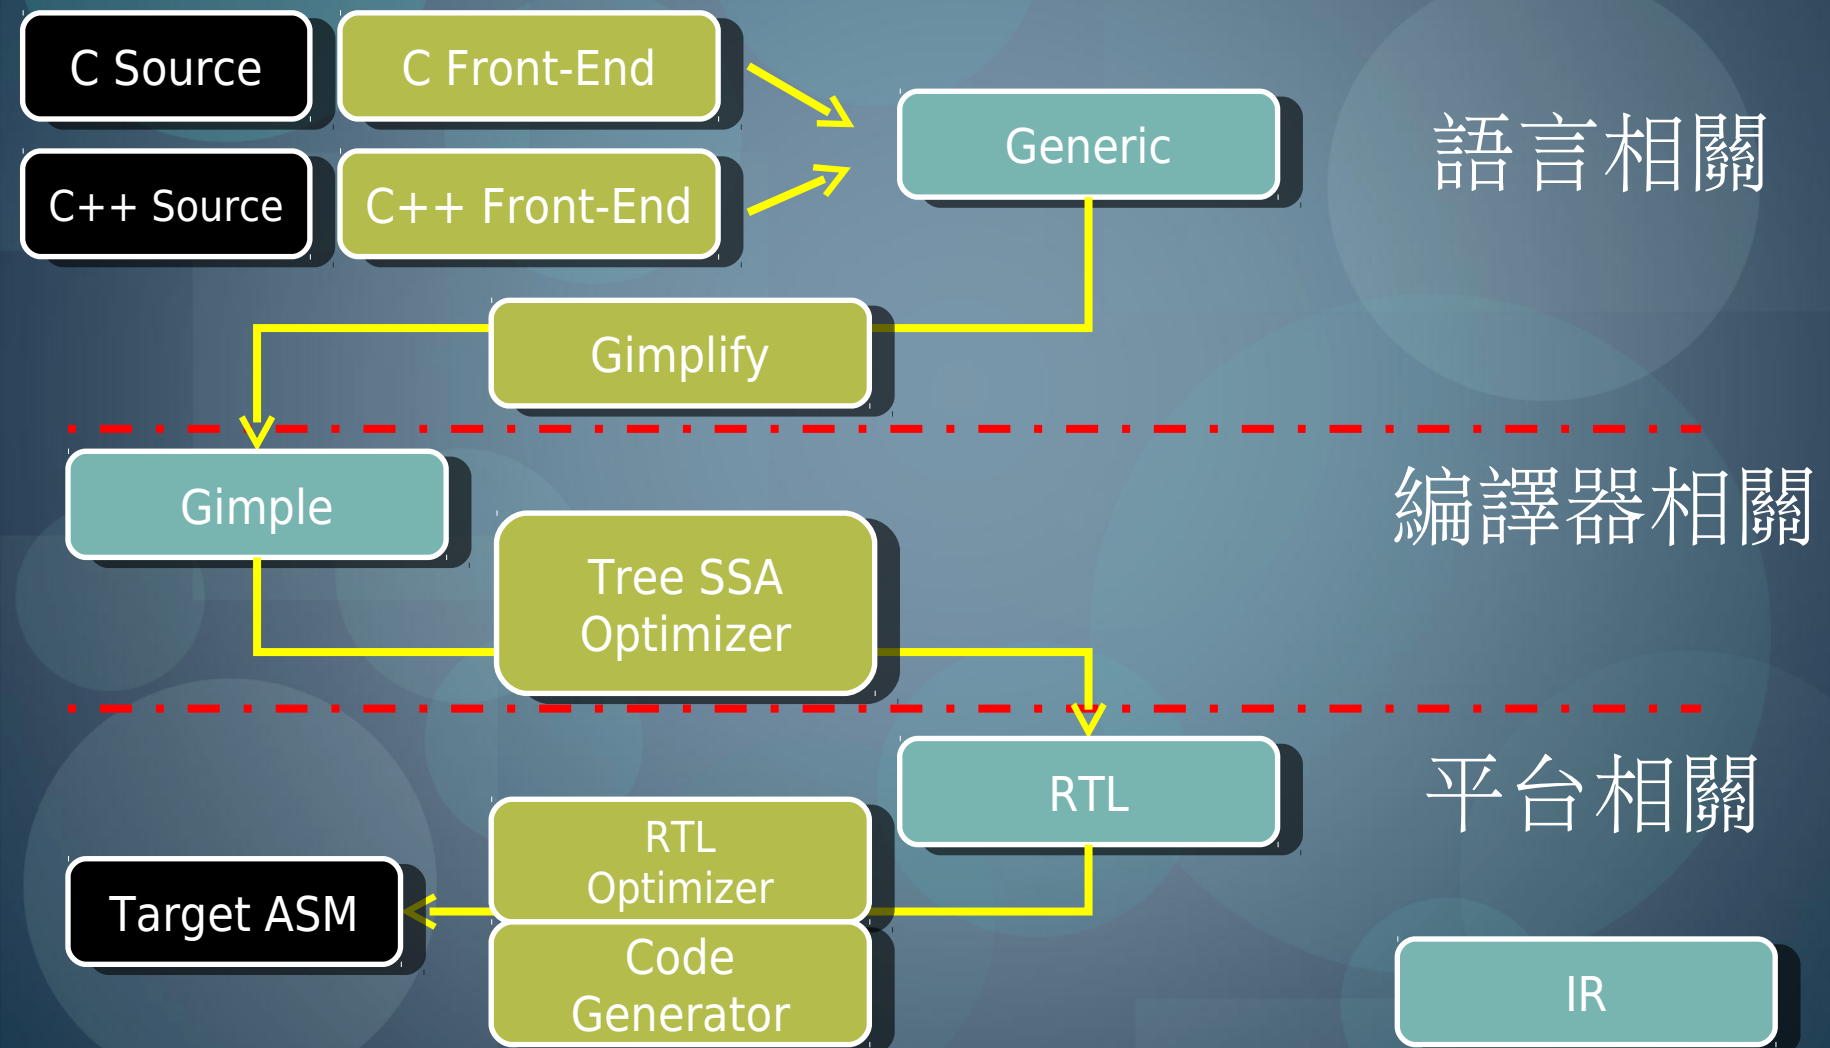 C Source
C Front-End
Generic
語言相關
C++ Source
C++ Front-End
Gimplify
Gimple
編譯器相關
Tree SSA
Optimizer
RTL
平台相關
RTL
Optimizer
Target ASM
Code
Generator
IR